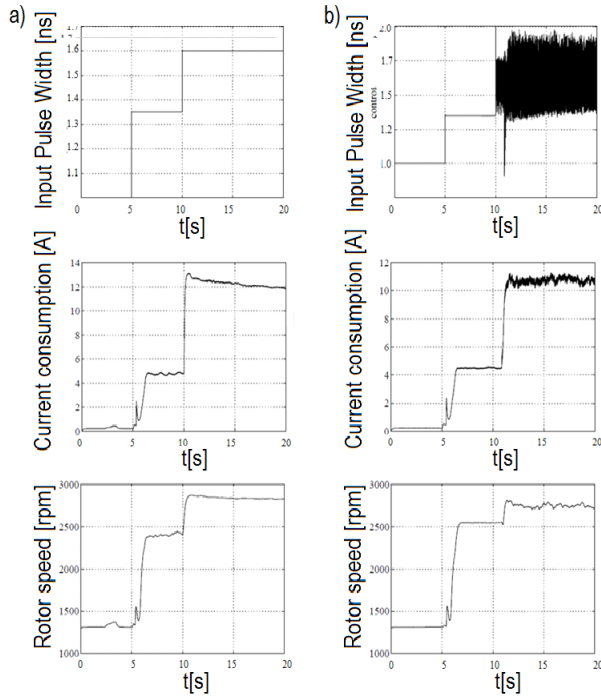 a)
Input Pulse Width [ns]
1.6
1.5
1.4
1.3
1.2
1.1
0 5 10 15 20
t[s]
Current consumption [A]
14
12
10
8
6
4
2
0
0 5 10 15 20
t[s]
Rotor speed [rpm]
3000
2500
2000
1500
1000
0 5 10 15 20
t[s]
b)
Input Pulse Width [ns]
control
2.0
1.7
1.5
1.2
1.0
0 5 10 15 20
t[s]
Current consumption [A]
12
10
8
6
4
2
0
0 5 10 15 20
t[s]
Rotor speed [rpm]
3000
2500
2000
1500
1000
0 5 10 15 20
t[s]